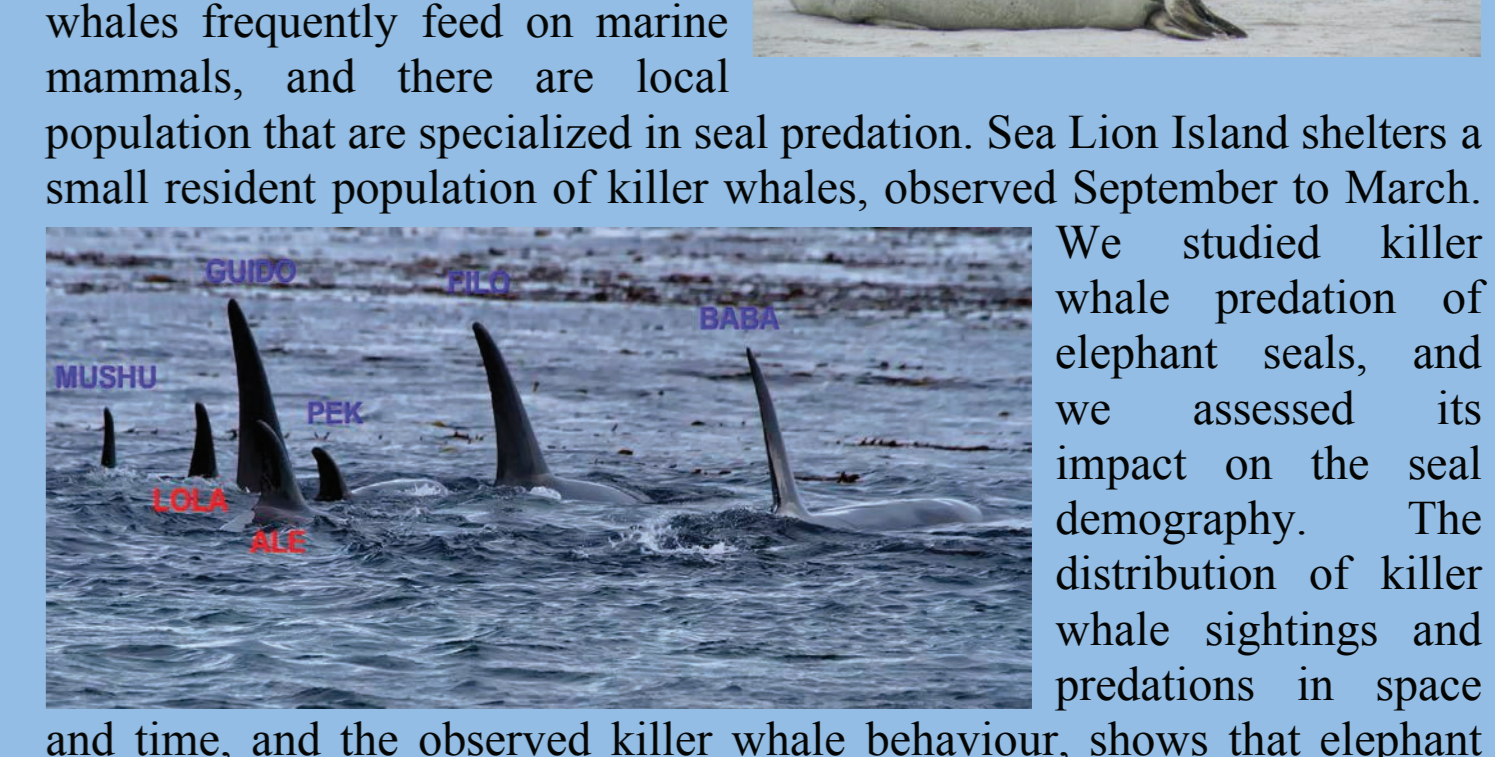 whales frequently feed on marine
mammals, and there are local
population that are specialized in seal predation. Sea Lion Island shelters a
small resident population of killer whales, observed September to March.
GUIDO
FILO
BABA
MUSHU
PEK
LOLA
ALE
We studied killer
whale predation of
elephant seals, and
we assessed its
impact on the seal
demography. The
distribution of killer
whale sightings and
predations in space
and time, and the observed killer whale behaviour, shows that elephant